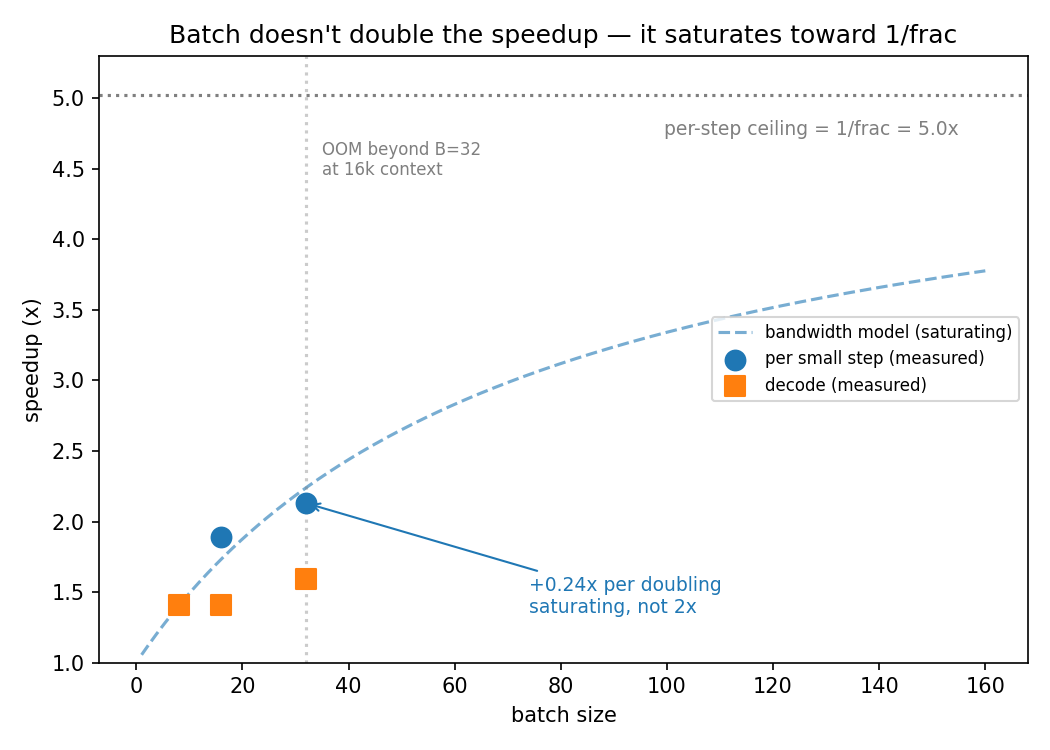 Batch doesn't double the speedup — it saturates toward 1/frac
speedup (x)
5.0
4.5
4.0
3.5
3.0
2.5
2.0
1.5
1.0
per-step ceiling = 1/frac = 5.0x
OOM beyond B=32
at 16k context
bandwidth model (saturating)
per small step (measured)
decode (measured)
+0.24x per doubling
saturating, not 2x
0
20
40
60
80
100
120
140
160
batch size